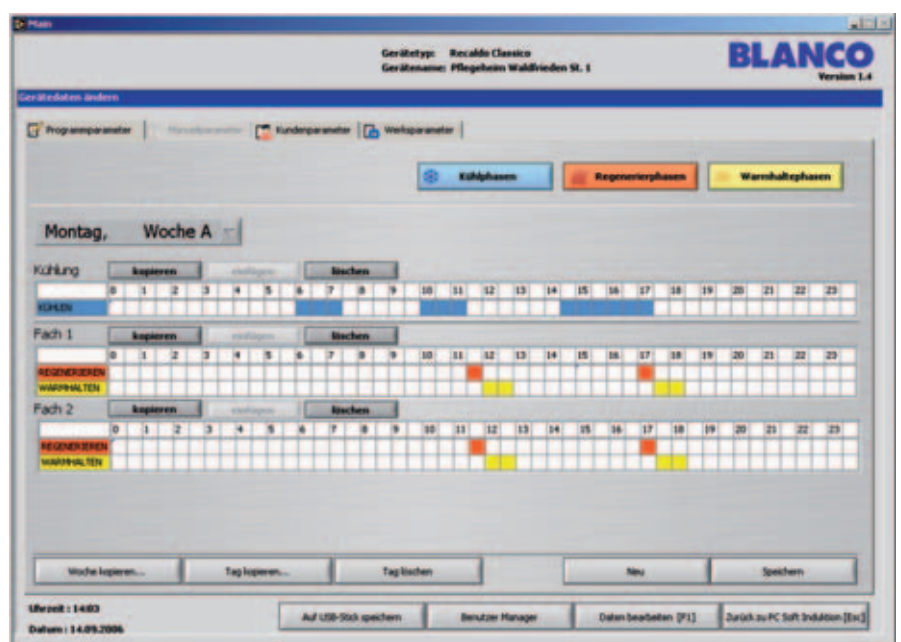 Main
Gerätetyp: Recaldo Classico
Gerätename: Pflegeheim Waldfrieden St. 1
BLANCO
Version 1.4
Gerätedaten ändern
Programmparameter Kundenparameter Werksparameter
Kühlphasen Regenerierphasen Warmhaltephasen
Montag, Woche A
Kühlung kopieren einfügen löschen
0 1 2 3 4 5 6 7 8 9 10 11 12 13 14 15 16 17 18 19 20 21 22 23
KÜHLEN
Fach 1 kopieren einfügen löschen
0 1 2 3 4 5 6 7 8 9 10 11 12 13 14 15 16 17 18 19 20 21 22 23
REGENERIEREN
WARMHALTEN
Fach 2 kopieren einfügen löschen
0 1 2 3 4 5 6 7 8 9 10 11 12 13 14 15 16 17 18 19 20 21 22 23
REGENERIEREN
WARMHALTEN
Woche kopieren... Tag kopieren... Tag löschen Neu Speichern
Uhrzeit : 14:03
Datum : 14.09.2006
Auf USB-Stick speichern Benutzer Manager Daten bearbeiten [F1] Zurück zu PC Soft Induktion [Esc]